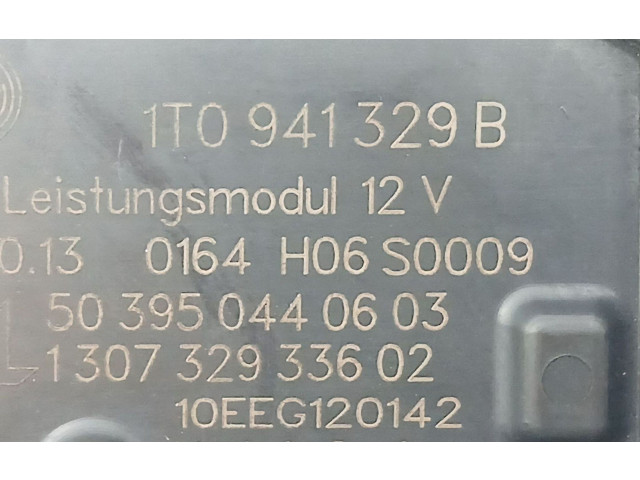 1T0 941 329 B
Leistungsmodul 12 V
0.13 0164 H06 S0009
50 395 044 06 03
1 307 329 336 02
10EEG120142